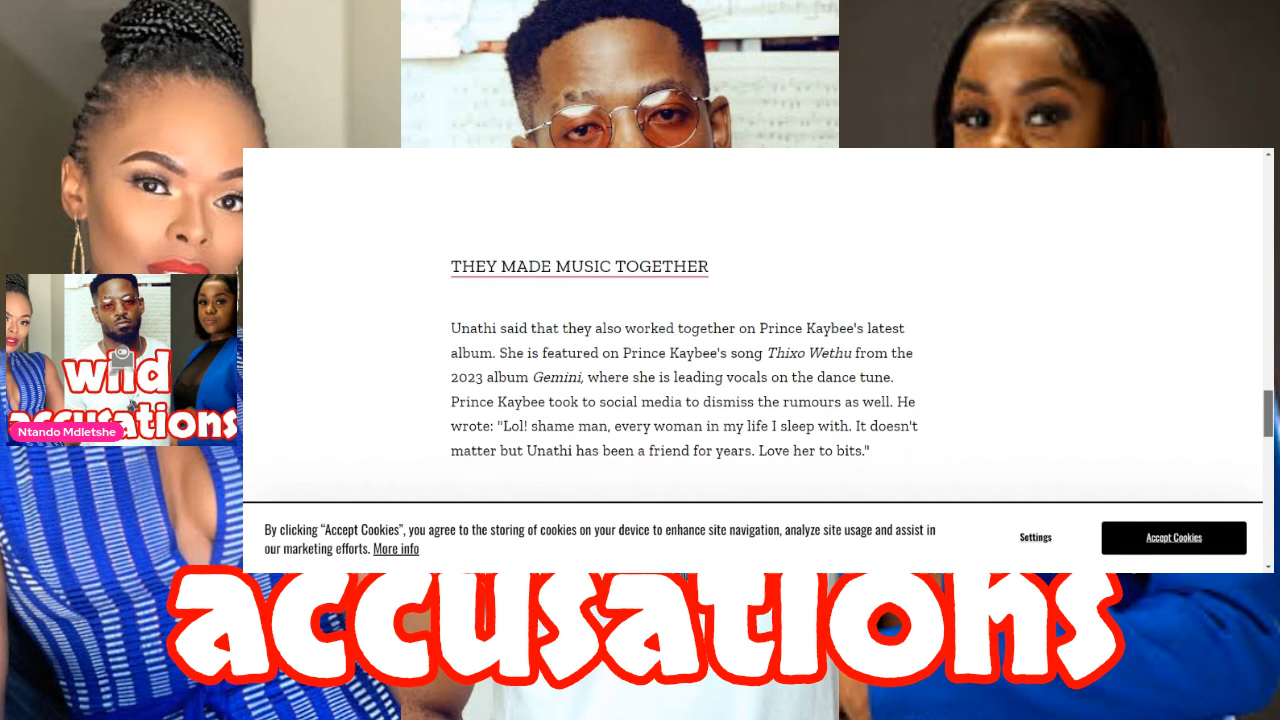 THEY MADE MUSIC TOGETHER
Unathi said that they also worked together on Prince Kaybee's latest
album. She is featured on Prince Kaybee's song Thixo Wethu from the
2023 album Gemini, where she is leading vocals on the dance tune.
Prince Kaybee took to social media to dismiss the rumours as well. He
wrote: "Lol! shame man, every woman in my life I sleep with. It doesn't
matter but Unathi has been a friend for years. Love her to bits."
wild
accusations
Ntando Mdletshe
By clicking “Accept Cookies”, you agree to the storing of cookies on your device to enhance site navigation, analyze site usage and assist in
our marketing efforts. More info
Settings
Accept Cookies
accusations